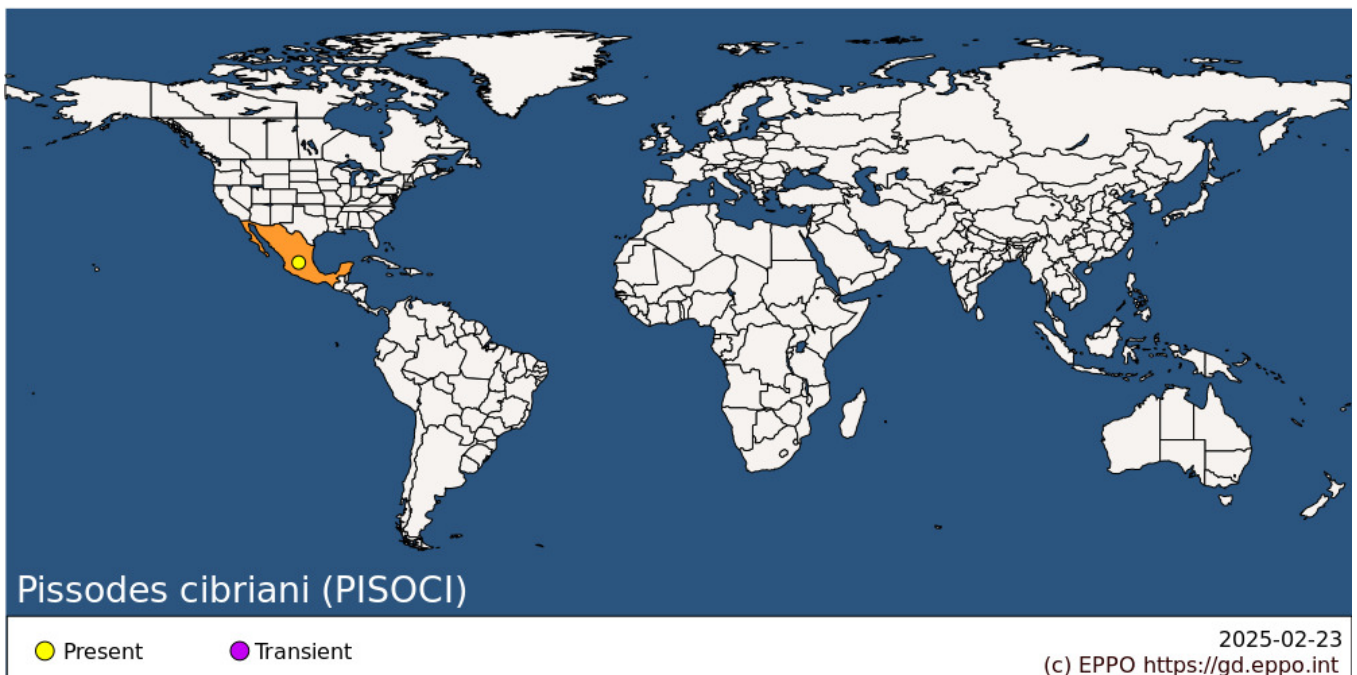 Pissodes cibriani (PISOCI)
Present
Transient
2025-02-23
(c) EPPO https://gd.eppo.int